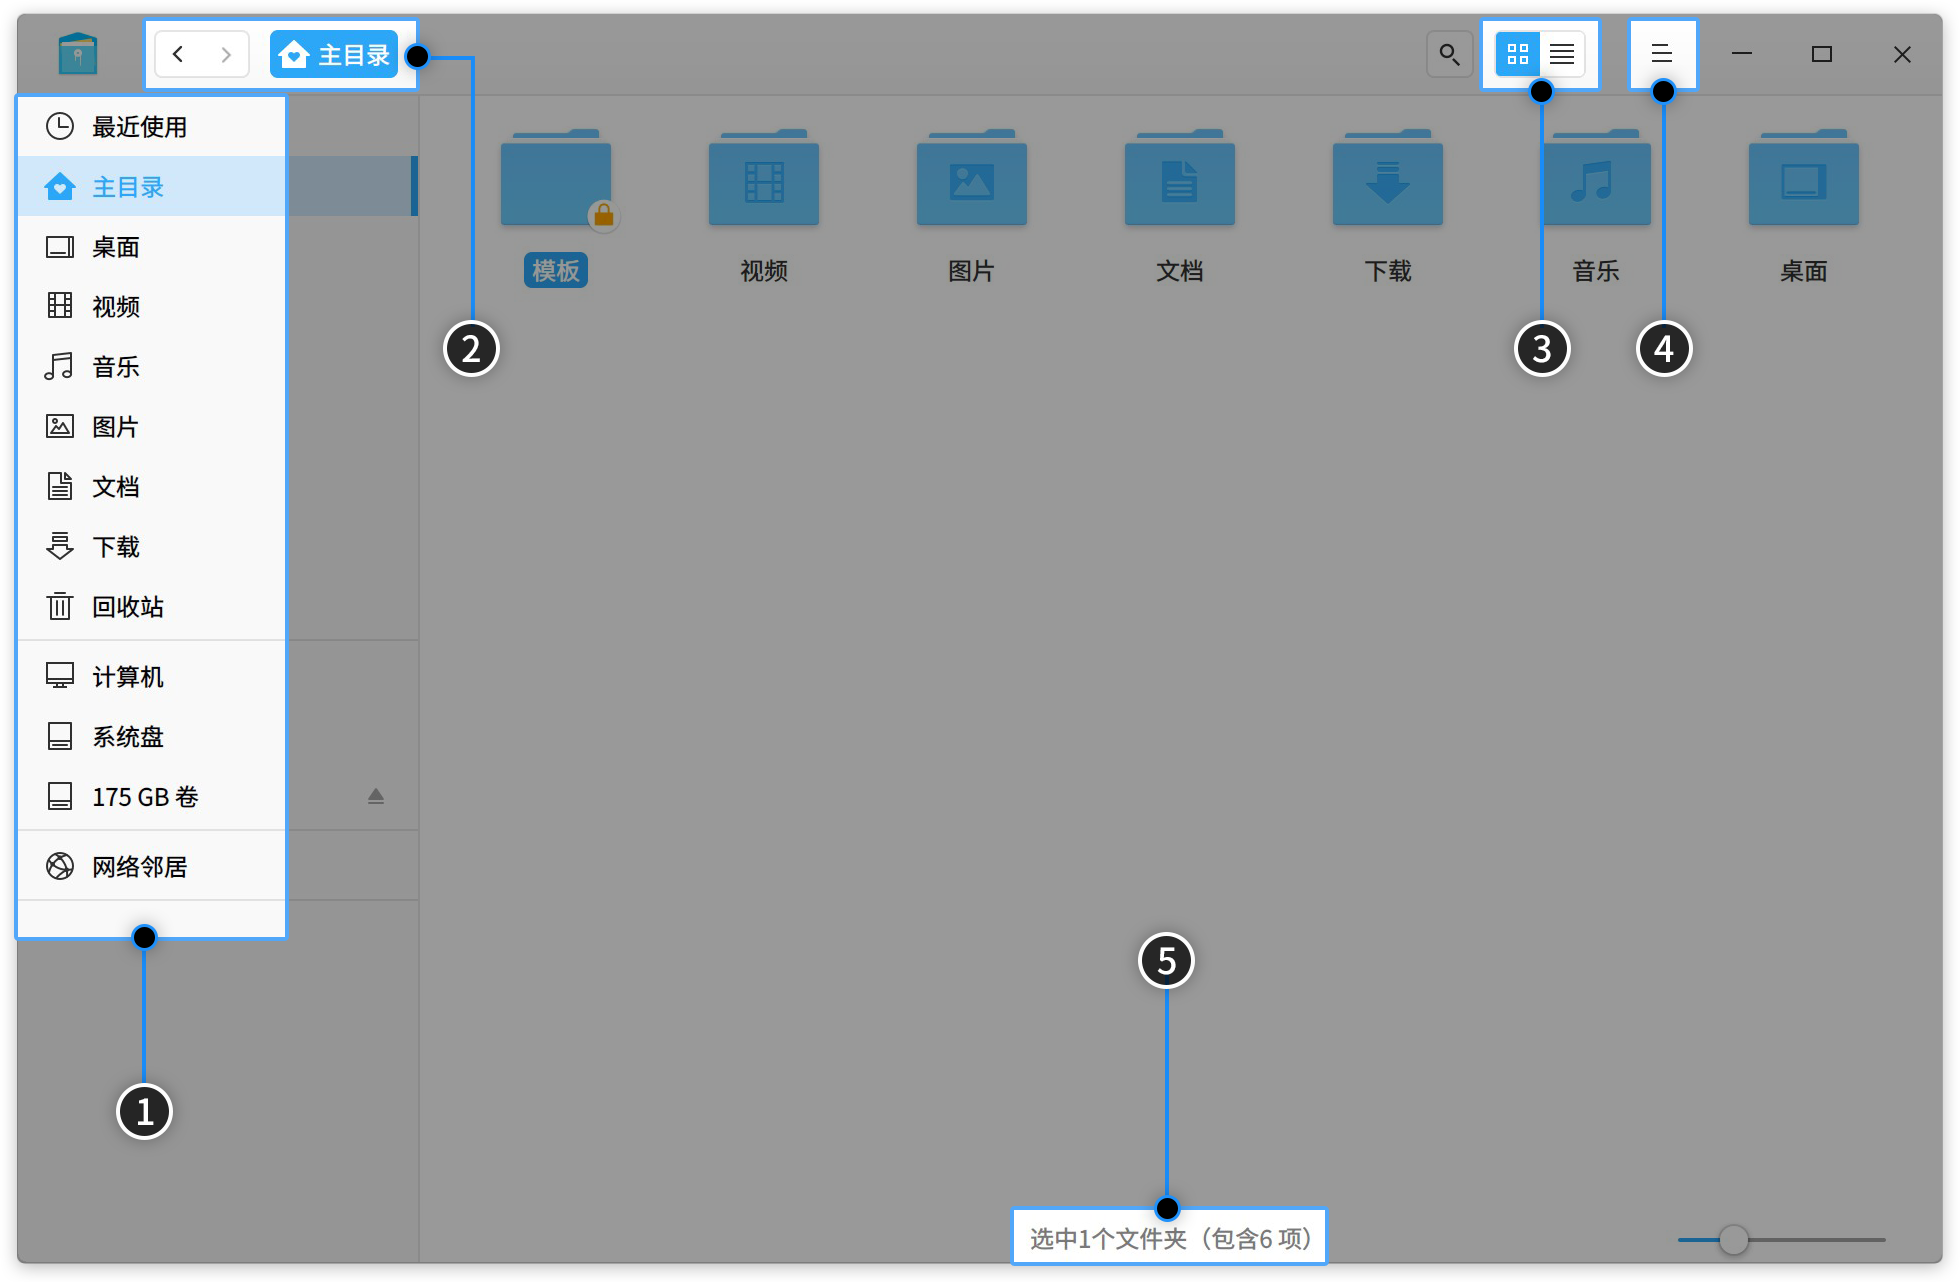 主目录
最近使用
主目录
桌面
视频
音乐
图片
文档
下载
回收站
计算机
系统盘
175 GB 卷
网络邻居
模板
视频
图片
文档
下载
音乐
桌面
2
3
4
5
1
选中1个文件夹（包含6 项）